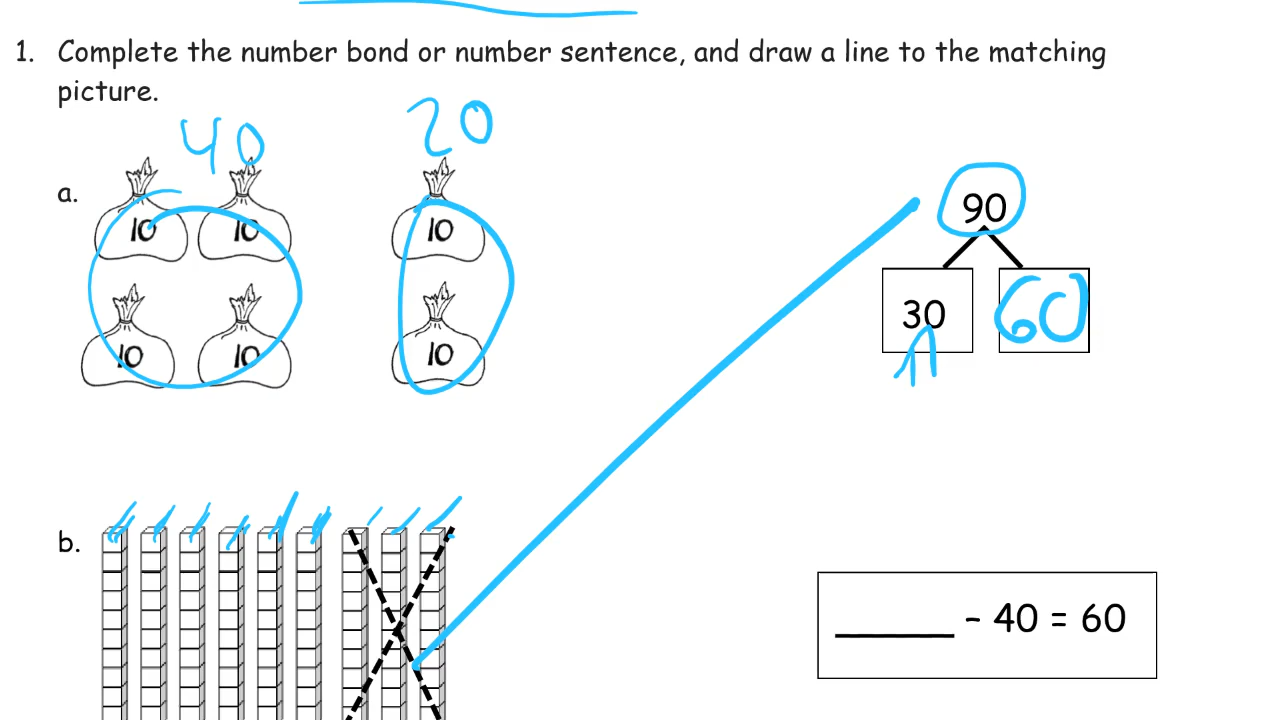 1. Complete the number bond or number sentence, and draw a line to the matching
picture.
40 20
a.
10 10 10
10 10 10
90
30 60
b.
______ - 40 = 60